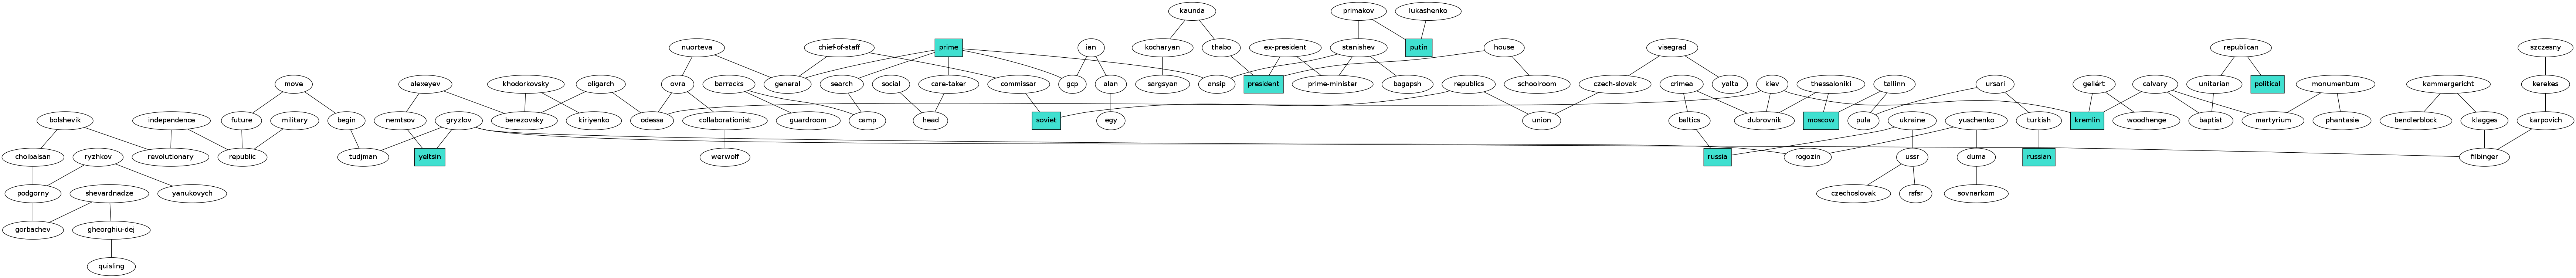 kaunda
primakov
lukashenko
nuorteva
chief-of-staff
prime
ian
kocharyan
thabo
ex-president
stanishev
putin
house
visegrad
republican
szczesny
move
alexeyev
khodorkovsky
oligarch
ovra
barracks
general
search
social
care-taker
commissar
gcp
alan
sargsyan
ansip
president
prime-minister
bagapsh
republics
schoolroom
czech-slovak
crimea
yalta
kiev
thessaloniki
tallinn
ursari
gellért
calvary
unitarian
political
monumentum
kammergericht
kerekes
bolshevik
independence
future
military
begin
nemtsov
gryzlov
berezovsky
kiriyenko
odessa
collaborationist
guardroom
camp
head
soviet
egy
union
baltics
dubrovnik
moscow
pula
ukraine
yuschenko
turkish
kremlin
woodhenge
baptist
martyrium
phantasie
bendlerblock
klagges
karpovich
choibalsan
ryzhkov
revolutionary
republic
tudjman
yeltsin
werwolf
russia
rogozin
ussr
duma
russian
filbinger
podgorny
shevardnadze
yanukovych
czechoslovak
rsfsr
sovnarkom
gorbachev
gheorghiu-dej
quisling